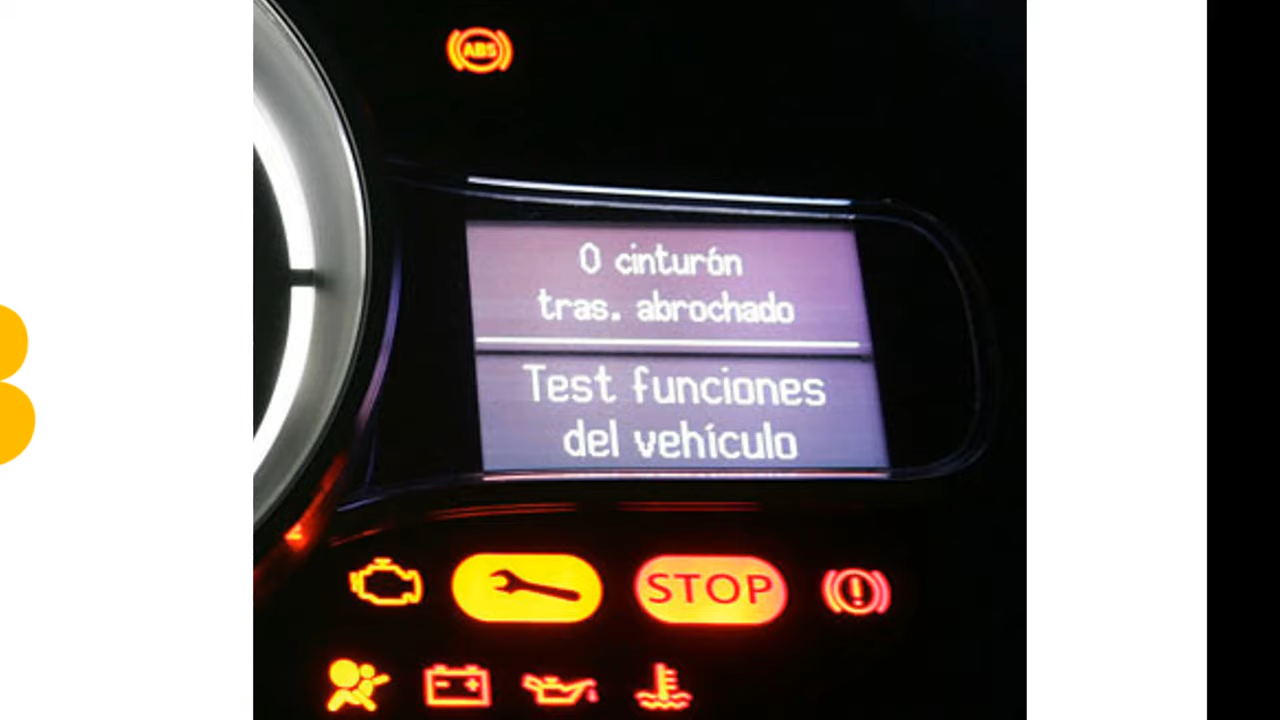 ABS
0 cinturón
tras. abrochado
Test funciones
del vehículo
STOP